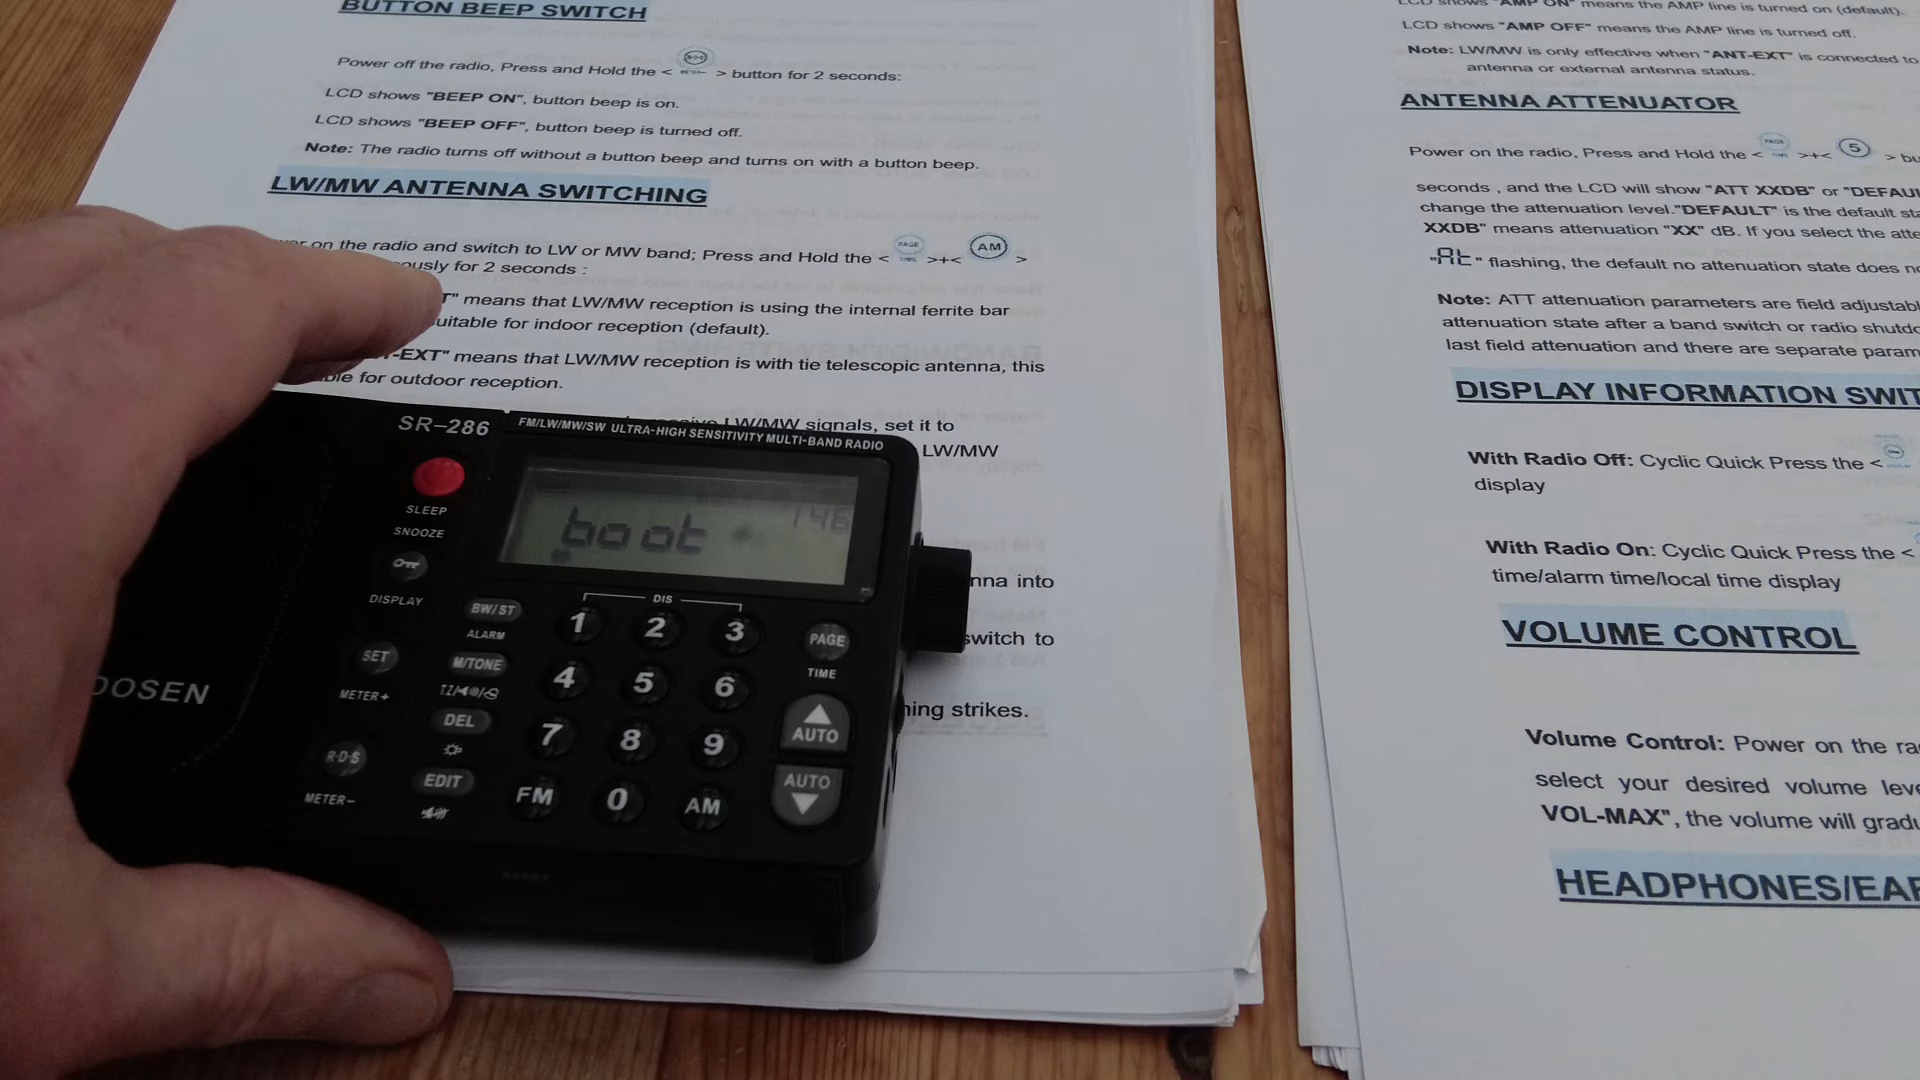 BUTTON BEEP SWITCH
Power off the radio, Press and Hold the < > button for 2 seconds:
LCD shows "BEEP ON", button beep is on.
LCD shows "BEEP OFF", button beep is turned off.
Note: The radio turns off without a button beep and turns on with a button beep.
LW/MW ANTENNA SWITCHING
on the radio and switch to LW or MW band; Press and Hold the < PAGE TIME >+< AM >
for 2 seconds :
means that LW/MW reception is using the internal ferrite bar
for indoor reception (default).
-EXT" means that LW/MW reception is with tie telescopic antenna, this
for outdoor reception.
LW/MW signals, set it to
LW/MW
into
switch to
strikes.
SR-286
FM/LW/MW/SW ULTRA-HIGH SENSITIVITY MULTI-BAND RADIO
boot
SLEEP
SNOOZE
DISPLAY
SET
METER+
R·D·S
METER-
BW/ST
ALARM
M/TONE
TZ/
DEL
EDIT
DIS
1 2 3
4 5 6
7 8 9
FM 0 AM
PAGE
TIME
AUTO
AUTO
LCD shows "AMP ON" means the AMP line is turned on (default).
LCD shows "AMP OFF" means the AMP line is turned off.
Note: LW/MW is only effective when "ANT-EXT" is connected to
antenna or external antenna status.
ANTENNA ATTENUATOR
Power on the radio, Press and Hold the < PAGE >+< 5 >
seconds , and the LCD will show "ATT XXDB" or
change the attenuation level."DEFAULT" is the default
XXDB" means attenuation "XX" dB. If you select the
"At" flashing, the default no attenuation state does
Note: ATT attenuation parameters are field
attenuation state after a band switch or radio
last field attenuation and there are separate
DISPLAY INFORMATION
With Radio Off: Cyclic Quick Press the <
display
With Radio On: Cyclic Quick Press the <
time/alarm time/local time display
VOLUME CONTROL
Volume Control: Power on the
select your desired volume
VOL-MAX", the volume will